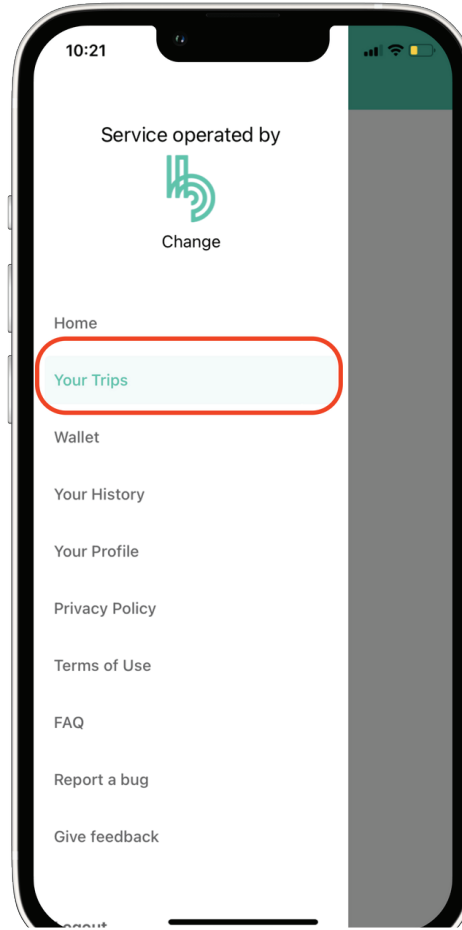 10:21
Service operated by
Change
Home
Your Trips
Wallet
Your History
Your Profile
Privacy Policy
Terms of Use
FAQ
Report a bug
Give feedback
Logout